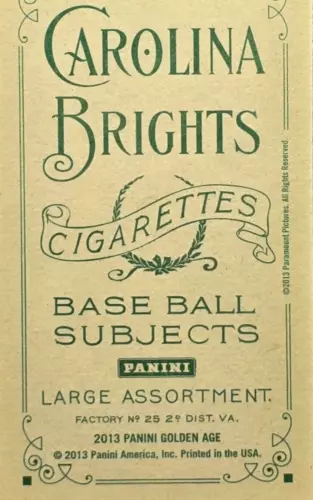 CAROLINA
BRIGHTS
CIGARETTES
BASE BALL
SUBJECTS
PANINI
LARGE ASSORTMENT.
FACTORY Nº 25 2º DIST. VA.
2013 PANINI GOLDEN AGE
© 2013 Panini America, Inc. Printed in the USA.
©2013 Paramount Pictures. All Rights Reserved.